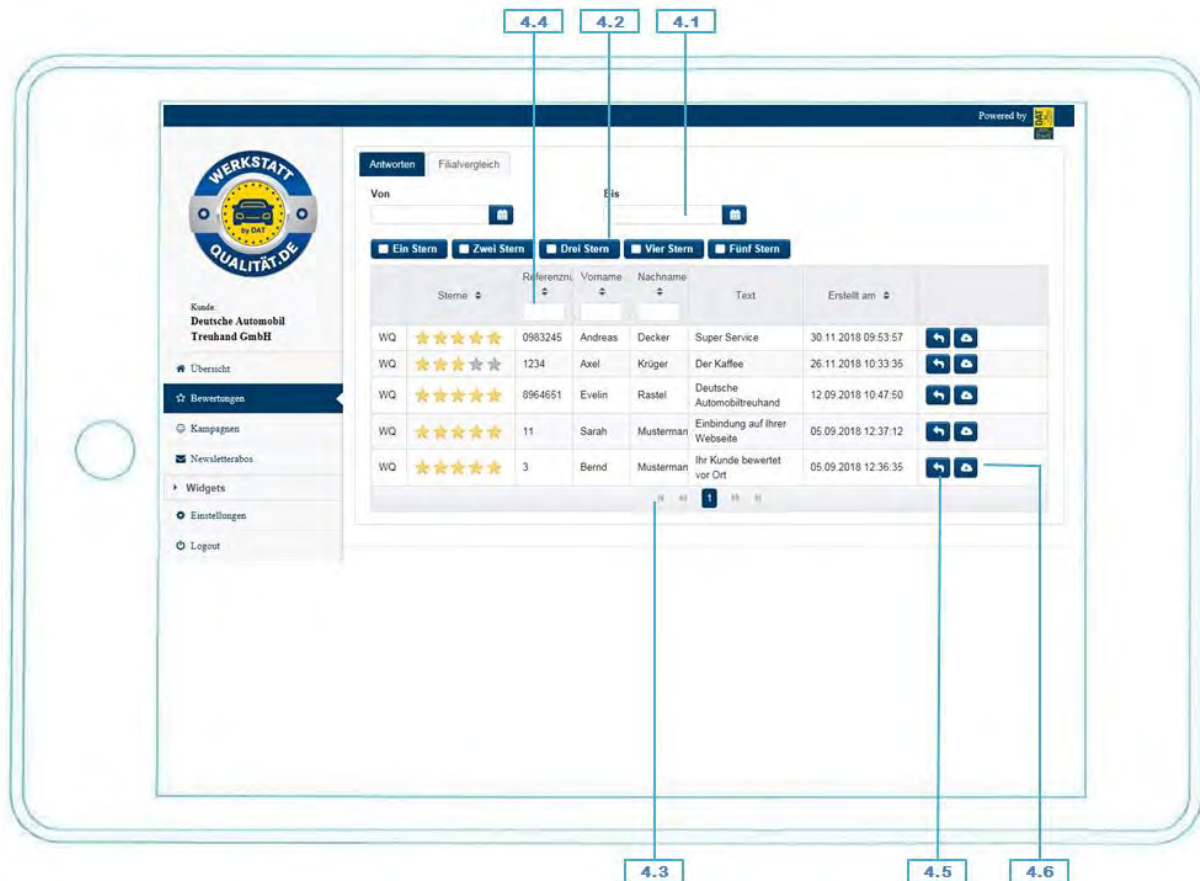 4.4 4.2 4.1
Powered by
DAT
WERKSTATT
by DAT
QUALITÄT.DE
Kunde:
Deutsche Automobil
Treuhand GmbH
Übersicht
Bewertungen
Kampagnen
Newsletterabos
Widgets
Einstellungen
Logout
Antworten Filialvergleich
Von Bis
Ein Stern Zwei Stern Drei Stern Vier Stern Fünf Stern
Sterne Referenznu Vorname Nachname Text Erstellt am
WQ 0983245 Andreas Decker Super Service 30.11.2018 09:53:57
WQ 1234 Axel Krüger Der Kaffee 26.11.2018 10:33:35
WQ 8964651 Evelin Rastel Deutsche
Automobiltreuhand 12.09.2018 10:47:50
WQ 11 Sarah Musterman Einbindung auf Ihrer
Webseite 05.09.2018 12:37:12
WQ 3 Bernd Musterman Ihr Kunde bewertet
vor Ort 05.09.2018 12:36:35
1
4.3 4.5 4.6